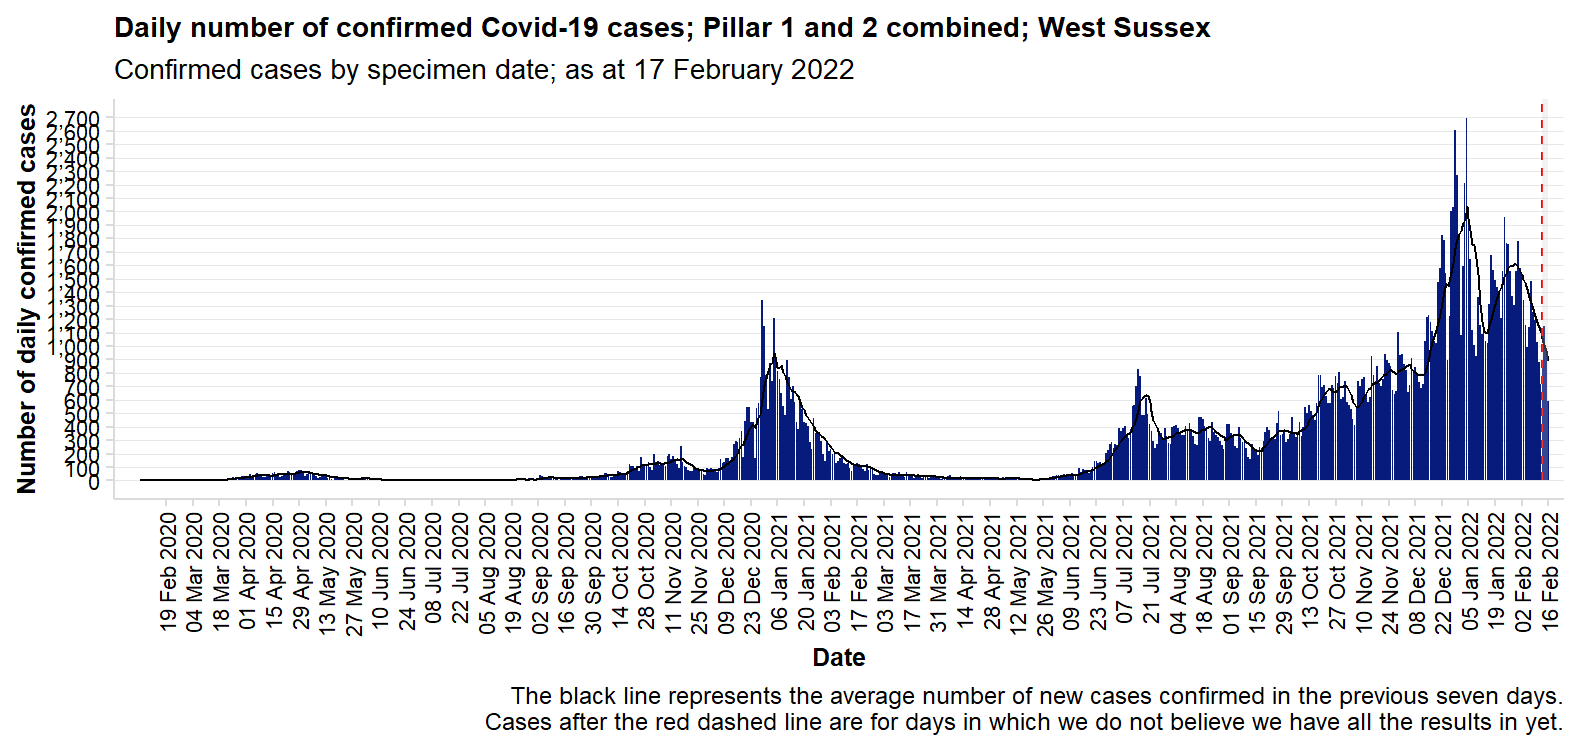 Daily number of confirmed Covid-19 cases; Pillar 1 and 2 combined; West Sussex
Confirmed cases by specimen date; as at 17 February 2022
Number of daily confirmed cases
2,700
2,600
2,500
2,400
2,300
2,200
2,100
2,000
1,900
1,800
1,700
1,600
1,500
1,400
1,300
1,200
1,100
1,000
900
800
700
600
500
400
300
200
100
0
19 Feb 2020
04 Mar 2020
18 Mar 2020
01 Apr 2020
15 Apr 2020
29 Apr 2020
13 May 2020
27 May 2020
10 Jun 2020
24 Jun 2020
08 Jul 2020
22 Jul 2020
05 Aug 2020
19 Aug 2020
02 Sep 2020
16 Sep 2020
30 Sep 2020
14 Oct 2020
28 Oct 2020
11 Nov 2020
25 Nov 2020
09 Dec 2020
23 Dec 2020
06 Jan 2021
20 Jan 2021
03 Feb 2021
17 Feb 2021
03 Mar 2021
17 Mar 2021
31 Mar 2021
14 Apr 2021
28 Apr 2021
12 May 2021
26 May 2021
09 Jun 2021
23 Jun 2021
07 Jul 2021
21 Jul 2021
04 Aug 2021
18 Aug 2021
01 Sep 2021
15 Sep 2021
29 Sep 2021
13 Oct 2021
27 Oct 2021
10 Nov 2021
24 Nov 2021
08 Dec 2021
22 Dec 2021
05 Jan 2022
19 Jan 2022
02 Feb 2022
16 Feb 2022
Date
The black line represents the average number of new cases confirmed in the previous seven days.
Cases after the red dashed line are for days in which we do not believe we have all the results in yet.